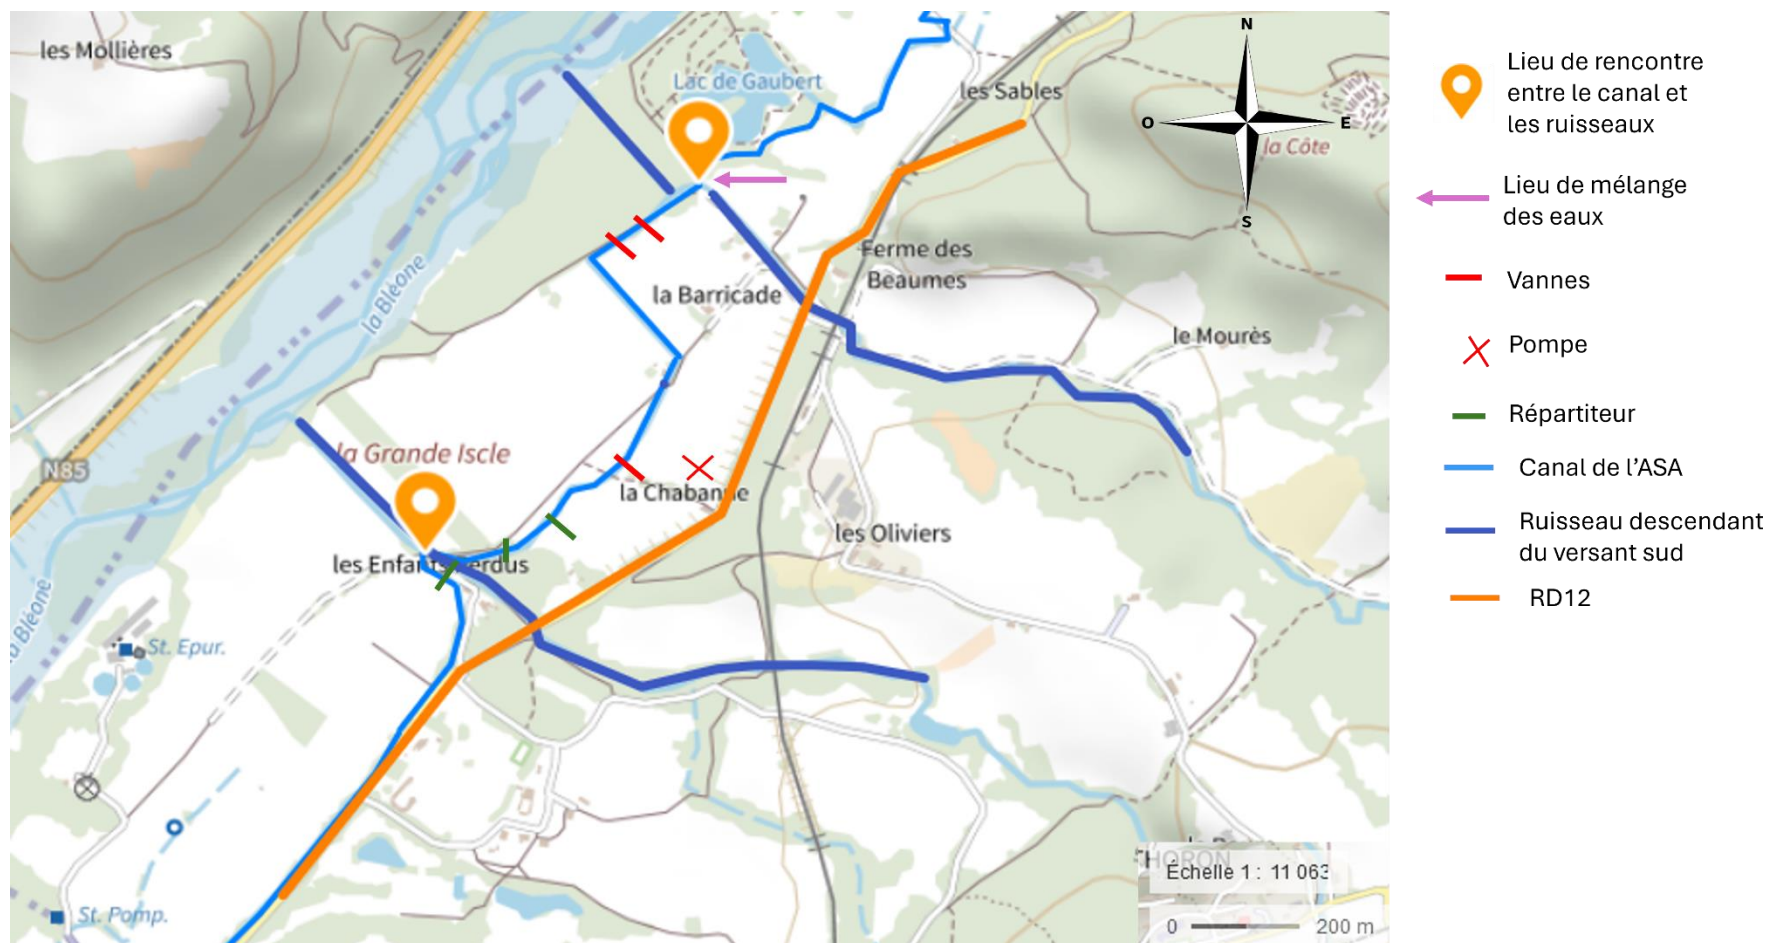 les Mollières
Lac de Gaubert
les Sables
N
O
E
S
la Côte
Ferme des
Beaumes
la Bléone
la Barricade
le Mourès
la Grande Iscle
N85
la Chabanne
les Oliviers
les Enfants Perdus
la Bléone
St. Epur.
St. Pomp.
THORON
Échelle 1 : 11 063
0
200 m
Lieu de rencontre
entre le canal et
les ruisseaux
Lieu de mélange
des eaux
Vannes
Pompe
Répartiteur
Canal de l’ASA
Ruisseau descendant
du versant sud
RD12